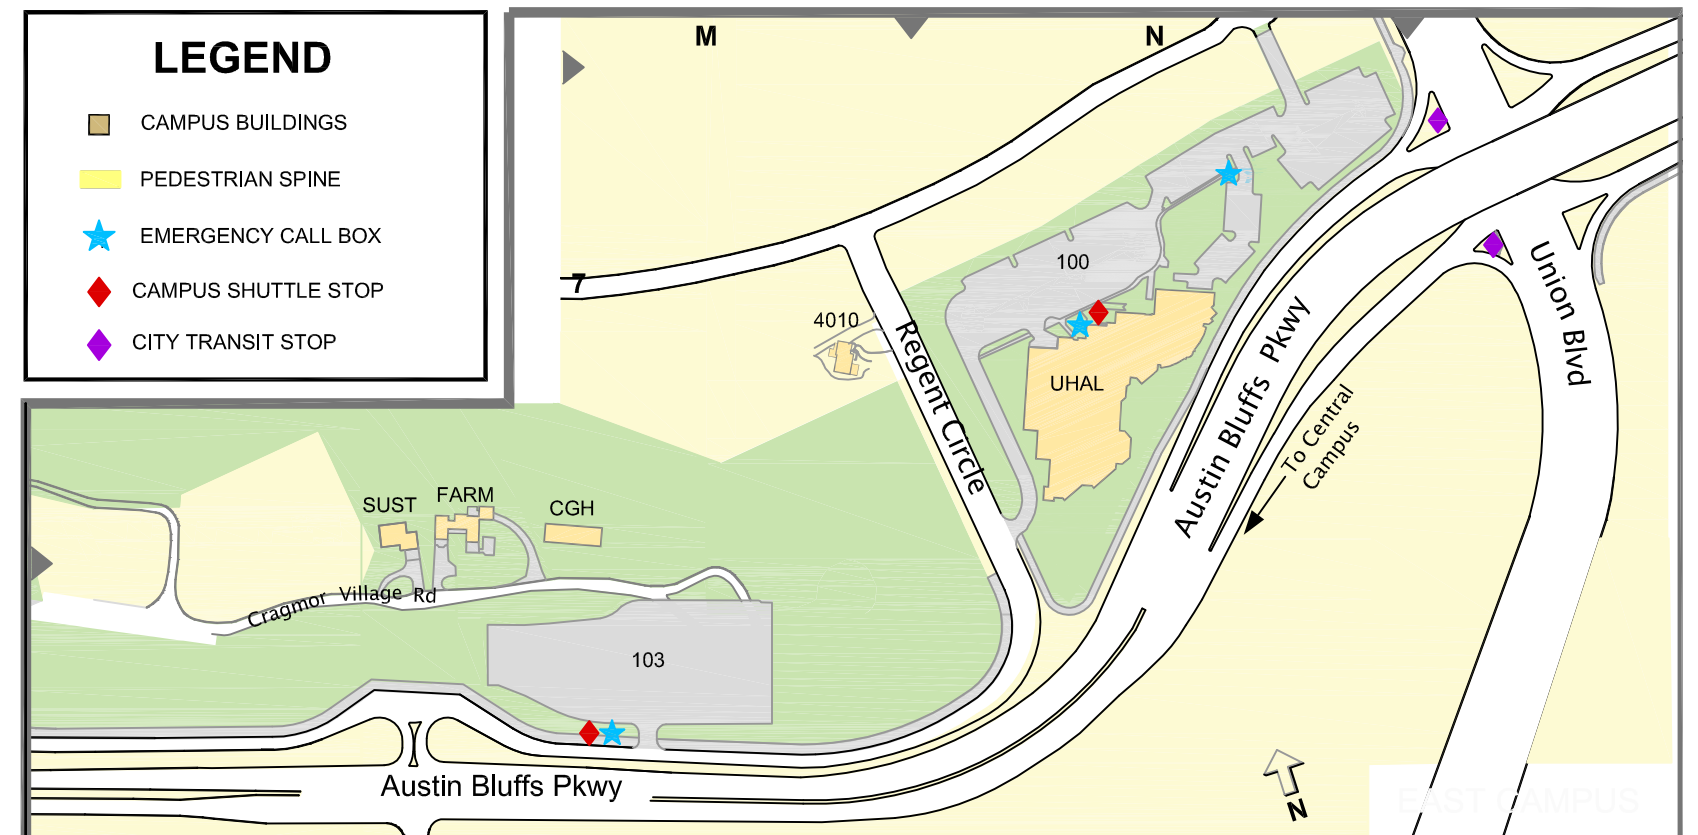 LEGEND
CAMPUS BUILDINGS
PEDESTRIAN SPINE
EMERGENCY CALL BOX
CAMPUS SHUTTLE STOP
CITY TRANSIT STOP
M
N
7
100
4010
UHAL
Regent Circle
Austin Bluffs Pkwy
Union Blvd
To Central
Campus
SUST
FARM
CGH
Cragmor Village Rd
103
Austin Bluffs Pkwy
N
EAST CAMPUS